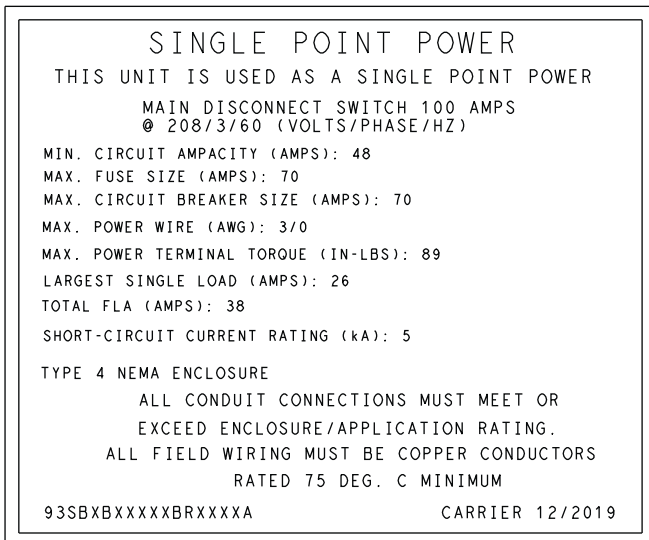 SINGLE POINT POWER
THIS UNIT IS USED AS A SINGLE POINT POWER
MAIN DISCONNECT SWITCH 100 AMPS
@ 208/3/60 (VOLTS/PHASE/HZ)
MIN. CIRCUIT AMPACITY (AMPS): 48
MAX. FUSE SIZE (AMPS): 70
MAX. CIRCUIT BREAKER SIZE (AMPS): 70
MAX. POWER WIRE (AWG): 3/0
MAX. POWER TERMINAL TORQUE (IN-LBS): 89
LARGEST SINGLE LOAD (AMPS): 26
TOTAL FLA (AMPS): 38
SHORT-CIRCUIT CURRENT RATING (kA): 5
TYPE 4 NEMA ENCLOSURE
ALL CONDUIT CONNECTIONS MUST MEET OR
EXCEED ENCLOSURE/APPLICATION RATING.
ALL FIELD WIRING MUST BE COPPER CONDUCTORS
RATED 75 DEG. C MINIMUM
93SBXBXXXXXBRXXXXA CARRIER 12/2019